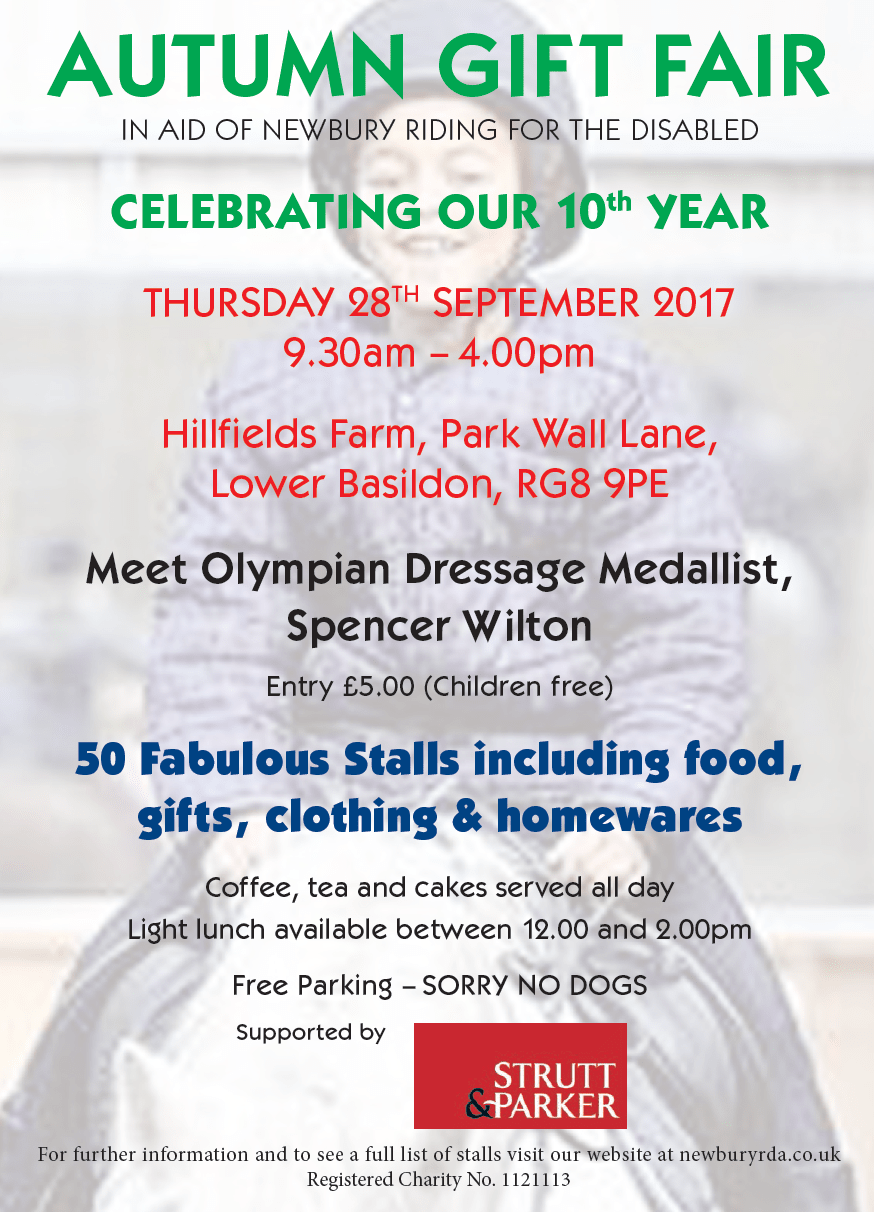 AUTUMN GIFT FAIR
IN AID OF NEWBURY RIDING FOR THE DISABLED
CELEBRATING OUR 10th YEAR
THURSDAY 28TH SEPTEMBER 2017
9.30am – 4.00pm
Hillfields Farm, Park Wall Lane,
Lower Basildon, RG8 9PE
Meet Olympian Dressage Medallist,
Spencer Wilton
Entry £5.00 (Children free)
50 Fabulous Stalls including food,
gifts, clothing & homewares
Coffee, tea and cakes served all day
Light lunch available between 12.00 and 2.00pm
Free Parking – SORRY NO DOGS
Supported by
STRUTT
&PARKER
For further information and to see a full list of stalls visit our website at newburyrda.co.uk
Registered Charity No. 1121113